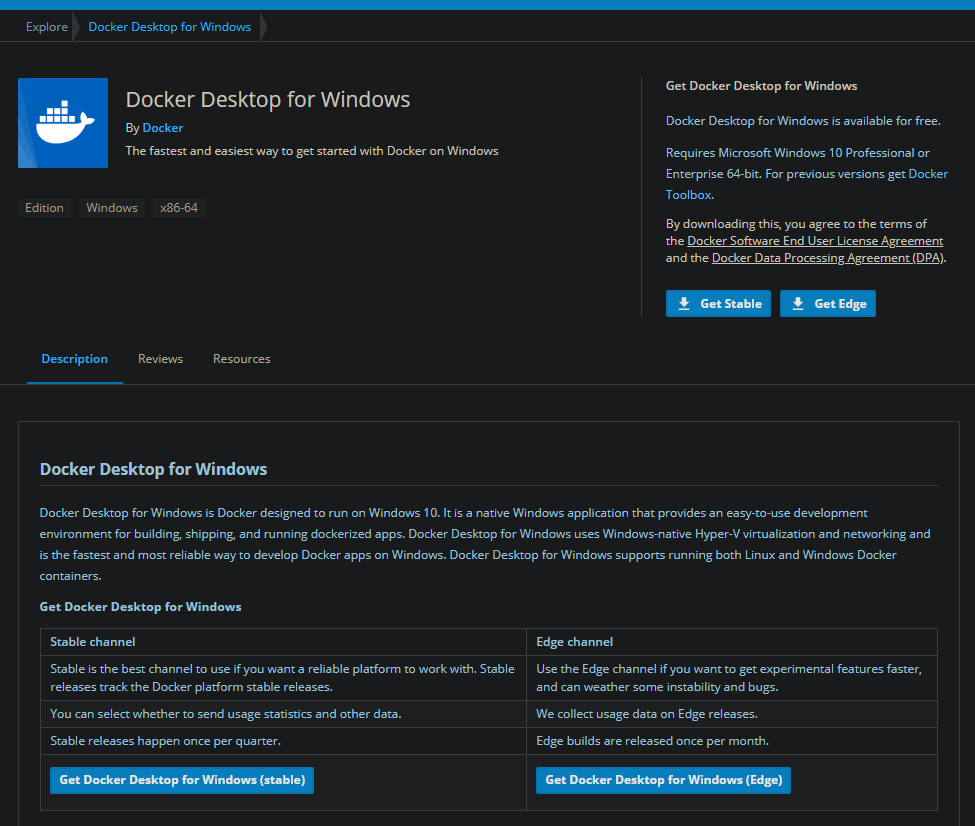 Explore
Docker Desktop for Windows
Docker Desktop for Windows
By Docker
The fastest and easiest way to get started with Docker on Windows
Edition
Windows
x86-64
Get Docker Desktop for Windows
Docker Desktop for Windows is available for free.
Requires Microsoft Windows 10 Professional or
Enterprise 64-bit. For previous versions get Docker
Toolbox.
By downloading this, you agree to the terms of
the Docker Software End User License Agreement
and the Docker Data Processing Agreement (DPA).
Get Stable
Get Edge
Description
Reviews
Resources
Docker Desktop for Windows
Docker Desktop for Windows is Docker designed to run on Windows 10. It is a native Windows application that provides an easy-to-use development
environment for building, shipping, and running dockerized apps. Docker Desktop for Windows uses Windows-native Hyper-V virtualization and networking and
is the fastest and most reliable way to develop Docker apps on Windows. Docker Desktop for Windows supports running both Linux and Windows Docker
containers.
Get Docker Desktop for Windows
Stable channel
Edge channel
Stable is the best channel to use if you want a reliable platform to work with. Stable
releases track the Docker platform stable releases.
Use the Edge channel if you want to get experimental features faster,
and can weather some instability and bugs.
You can select whether to send usage statistics and other data.
We collect usage data on Edge releases.
Stable releases happen once per quarter.
Edge builds are released once per month.
Get Docker Desktop for Windows (stable)
Get Docker Desktop for Windows (Edge)